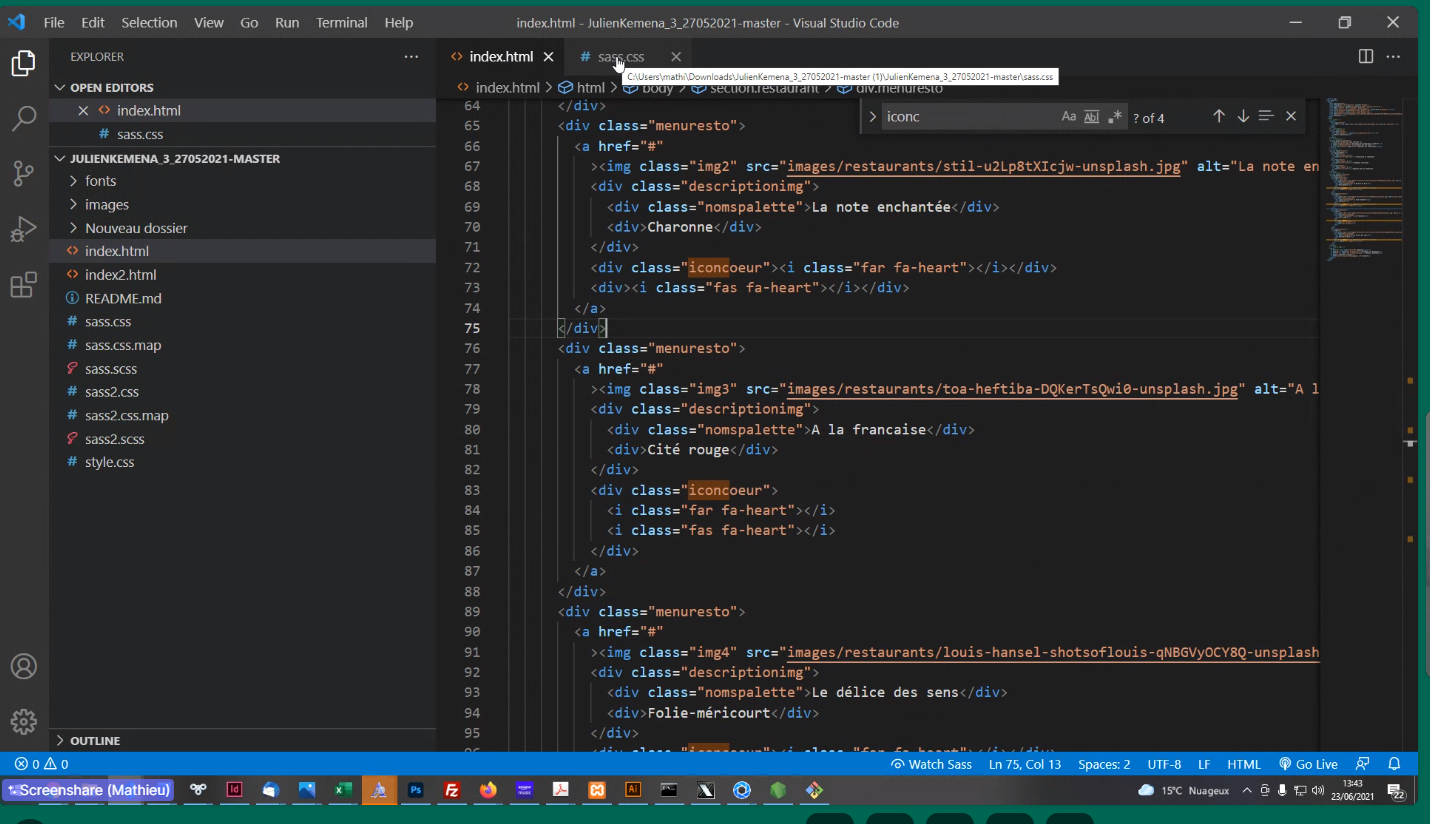 File Edit Selection View Go Run Terminal Help
index.html - JulienKemena_3_27052021-master - Visual Studio Code
EXPLORER
OPEN EDITORS
index.html
sass.css
JULIENKEMENA_3_27052021-MASTER
fonts
images
Nouveau dossier
index.html
index2.html
README.md
sass.css
sass.css.map
sass.scss
sass2.css
sass2.css.map
sass2.scss
style.css
OUTLINE
index.html
sass.css
C:\Users\mathi\Downloads\JulienKemena_3_27052021-master (1)\JulienKemena_3_27052021-master\sass.css
index.html > html > body > section.restaurant > div.menuresto
iconc
Aa Ab| .*
? of 4
64 </div>
65 <div class="menuresto">
66 <a href="#"
67 ><img class="img2" src="images/restaurants/stil-u2Lp8tXIcjw-unsplash.jpg" alt="La note en
68 <div class="descriptionimg">
69 <div class="nomspalette">La note enchantée</div>
70 <div>Charonne</div>
71 </div>
72 <div class="iconcoeur"><i class="far fa-heart"></i></div>
73 <div><i class="fas fa-heart"></i></div>
74 </a>
75 </div>
76 <div class="menuresto">
77 <a href="#"
78 ><img class="img3" src="images/restaurants/toa-heftiba-DQKerTsQwi0-unsplash.jpg" alt="A l
79 <div class="descriptionimg">
80 <div class="nomspalette">A la francaise</div>
81 <div>Cité rouge</div>
82 </div>
83 <div class="iconcoeur">
84 <i class="far fa-heart"></i>
85 <i class="fas fa-heart"></i>
86 </div>
87 </a>
88 </div>
89 <div class="menuresto">
90 <a href="#"
91 ><img class="img4" src="images/restaurants/louis-hansel-shotsoflouis-qNBGVyOCY8Q-unsplash
92 <div class="descriptionimg">
93 <div class="nomspalette">Le délice des sens</div>
94 <div>Folie-méricourt</div>
95 </div>
96 <div class="iconcoeur"><i class="far fa-heart"></i></div>
0 0
Watch Sass
Ln 75, Col 13
Spaces: 2
UTF-8
LF
HTML
Go Live
Screenshare (Mathieu)
15°C Nuageux
13:43
23/06/2021
22